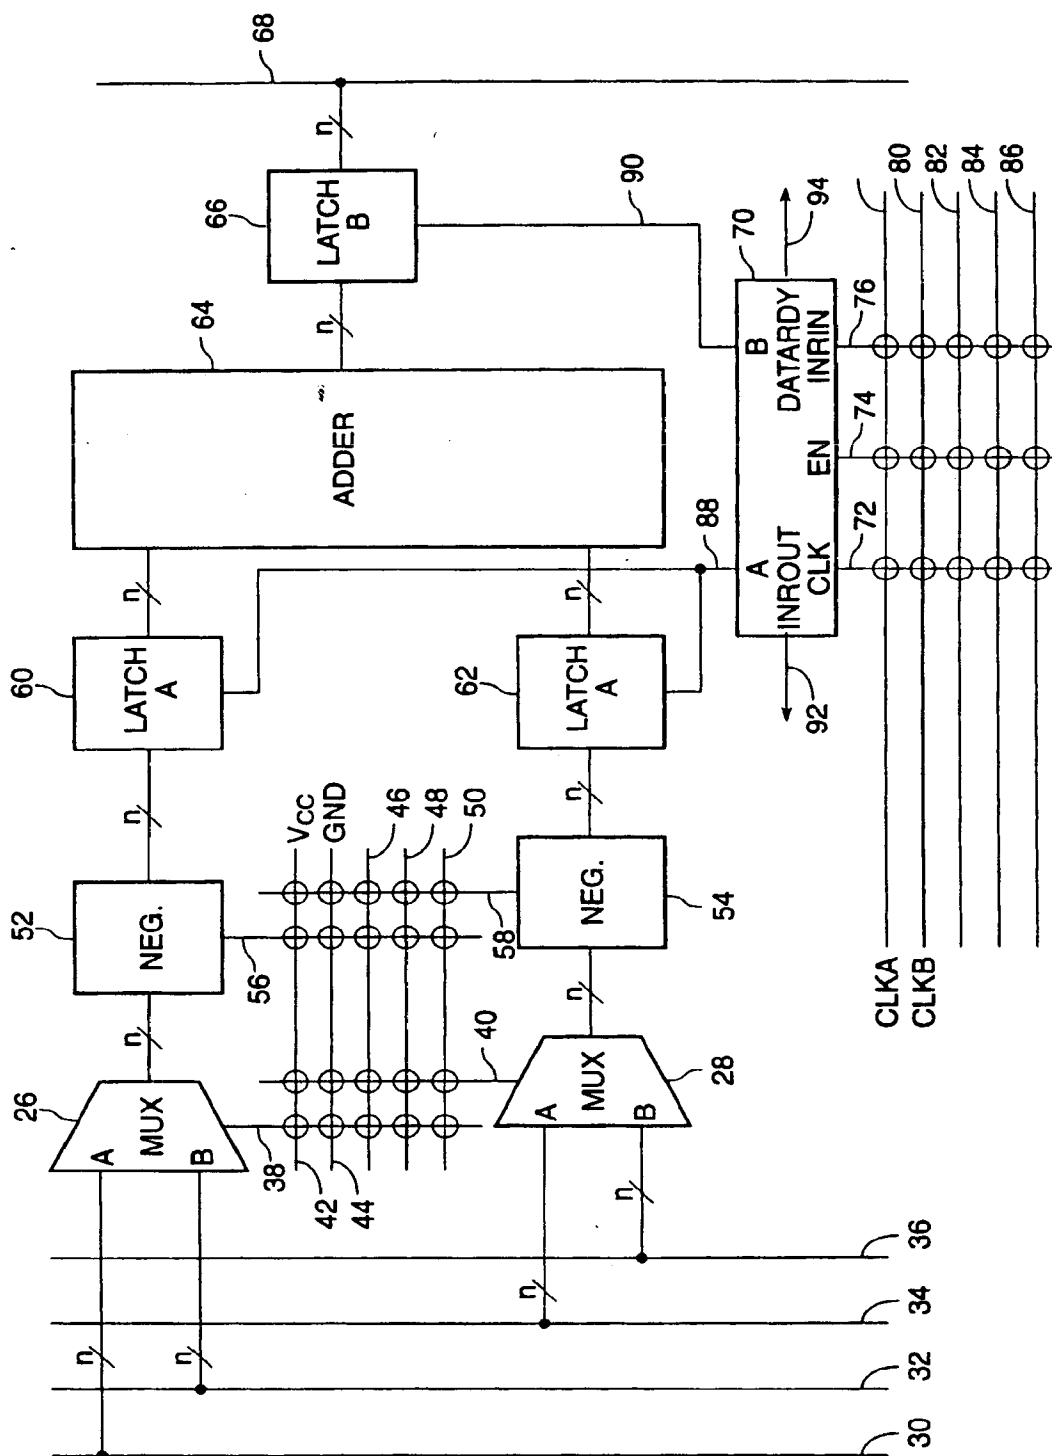 26
52
60
64
66
68
n
A
B
MUX
n
NEG.
n
LATCH
A
n
ADDER
n
LATCH
B
n
n
n
38
56
42
44
VCC
GND
46
48
50
40
58
n
n
A
B
MUX
28
n
NEG.
54
n
62
LATCH
A
n
88
90
70
A
B
INROUT
DATARDY
CLK
EN
INRIN
92
94
72
74
76
CLKA
CLKB
80
82
84
86
30
32
34
36